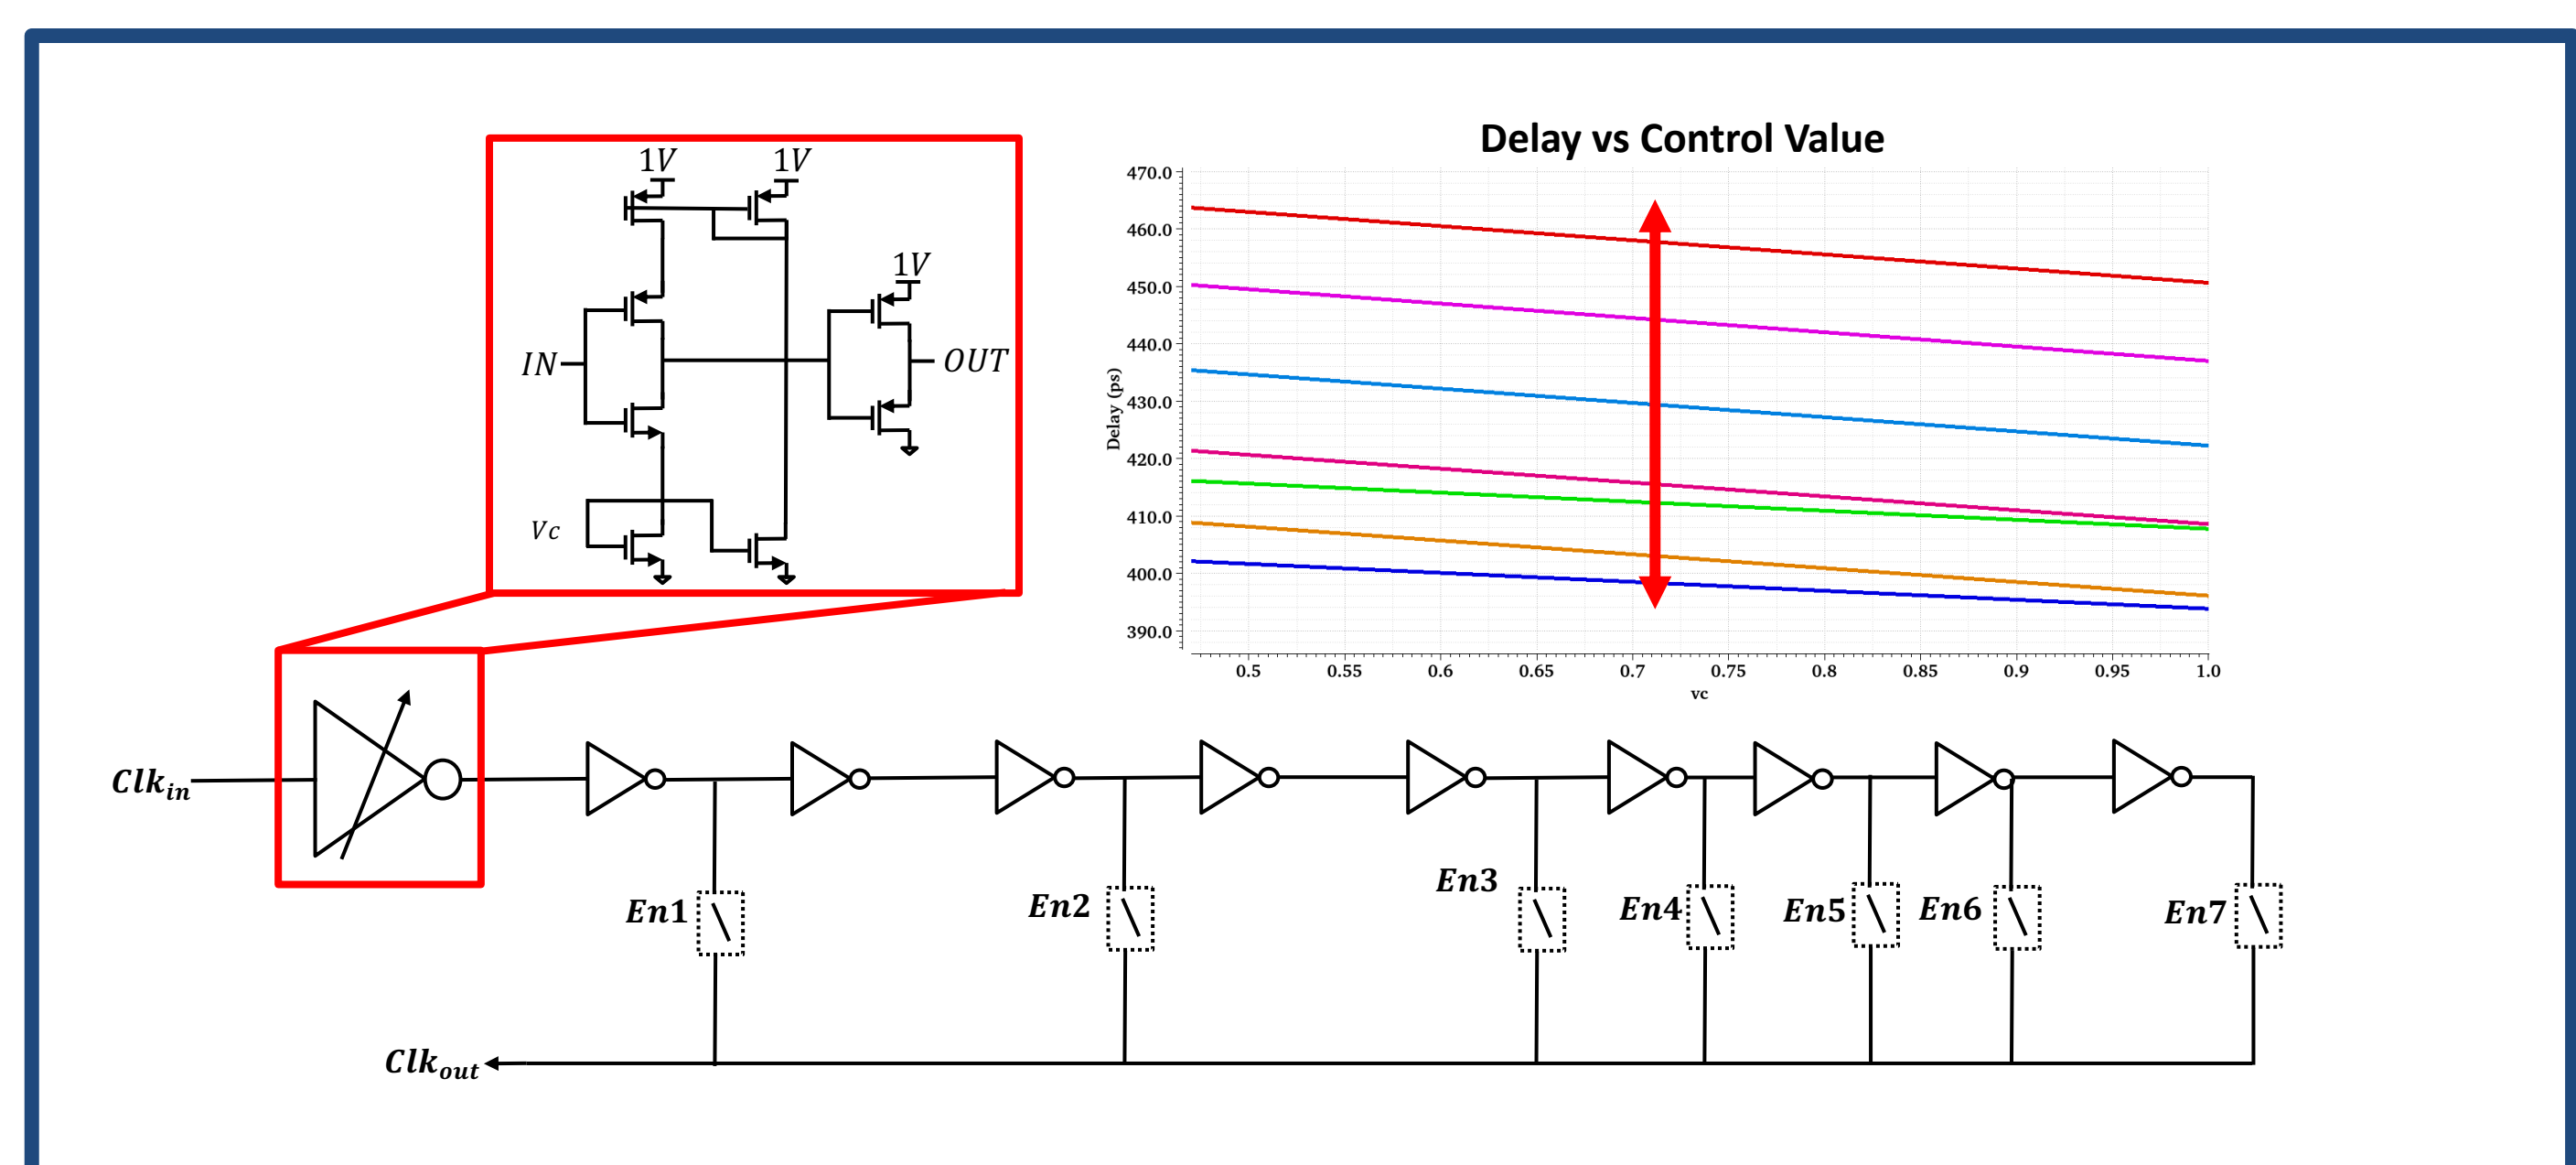 Delay vs Control Value
1V 1V
1V
IN
OUT
Vc
Delay (ps)
470.0
460.0
450.0
440.0
430.0
420.0
410.0
400.0
390.0
0.5 0.55 0.6 0.65 0.7 0.75 0.8 0.85 0.9 0.95 1.0
vc
Clkin
En1 En2 En3 En4 En5 En6 En7
Clkout